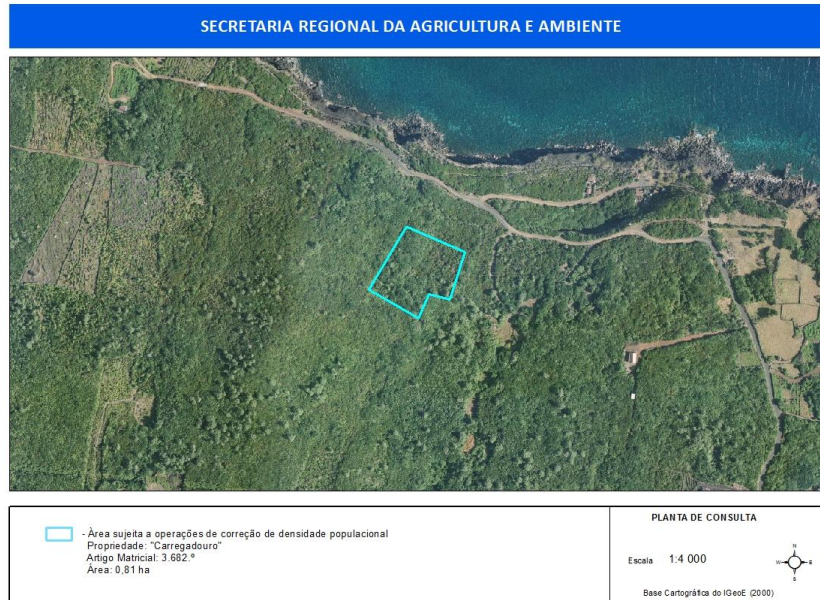 SECRETARIA REGIONAL DA AGRICULTURA E AMBIENTE
- Área sujeita a operações de correção de densidade populacional
Propriedade: "Carregadouro"
Artigo Matricial: 3.682.º
Área: 0,81 ha
PLANTA DE CONSULTA
Escala 1:4 000
N
W E
S
Base Cartográfica do IGeoE (2000)